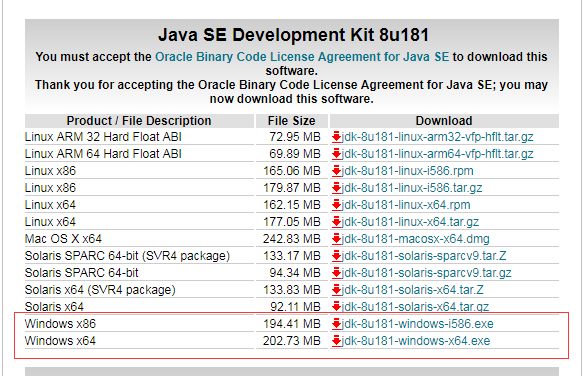 Java SE Development Kit 8u181
You must accept the Oracle Binary Code License Agreement for Java SE to download this
software.
Thank you for accepting the Oracle Binary Code License Agreement for Java SE; you may
now download this software.
Product / File Description File Size Download
Linux ARM 32 Hard Float ABI 72.95 MB jdk-8u181-linux-arm32-vfp-hflt.tar.gz
Linux ARM 64 Hard Float ABI 69.89 MB jdk-8u181-linux-arm64-vfp-hflt.tar.gz
Linux x86 165.06 MB jdk-8u181-linux-i586.rpm
Linux x86 179.87 MB jdk-8u181-linux-i586.tar.gz
Linux x64 162.15 MB jdk-8u181-linux-x64.rpm
Linux x64 177.05 MB jdk-8u181-linux-x64.tar.gz
Mac OS X x64 242.83 MB jdk-8u181-macosx-x64.dmg
Solaris SPARC 64-bit (SVR4 package) 133.17 MB jdk-8u181-solaris-sparcv9.tar.Z
Solaris SPARC 64-bit 94.34 MB jdk-8u181-solaris-sparcv9.tar.gz
Solaris x64 (SVR4 package) 133.83 MB jdk-8u181-solaris-x64.tar.Z
Solaris x64 92.11 MB jdk-8u181-solaris-x64.tar.gz
Windows x86 194.41 MB jdk-8u181-windows-i586.exe
Windows x64 202.73 MB jdk-8u181-windows-x64.exe